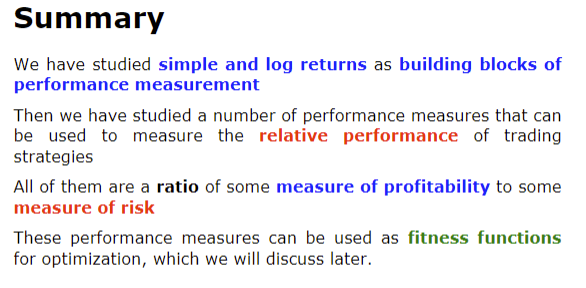 Summary
We have studied simple and log returns as building blocks of
performance measurement
Then we have studied a number of performance measures that can
be used to measure the relative performance of trading
strategies
All of them are a ratio of some measure of profitability to some
measure of risk
These performance measures can be used as fitness functions
for optimization, which we will discuss later.